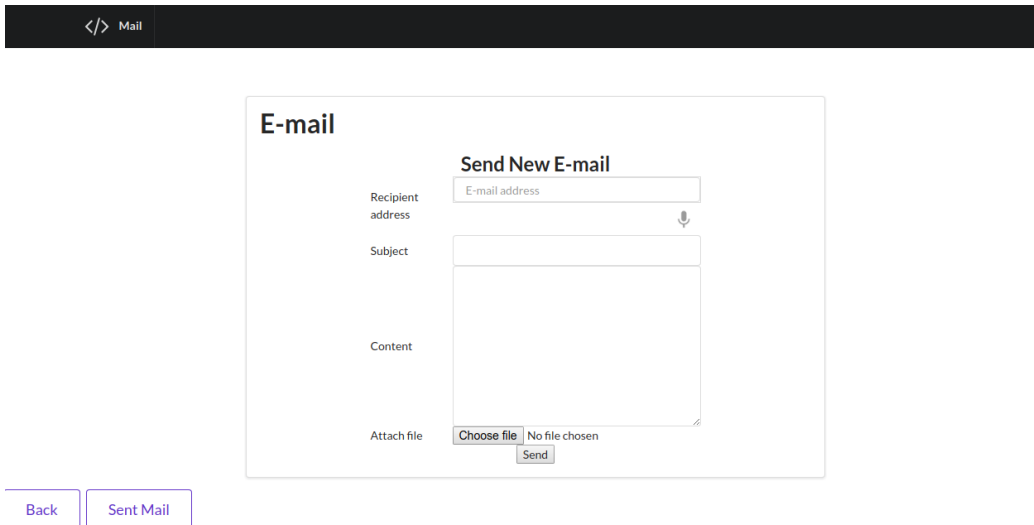 </> Mail
E-mail
Send New E-mail
Recipient address
E-mail address
Subject
Content
Attach file
Choose file No file chosen
Send
Back
Sent Mail